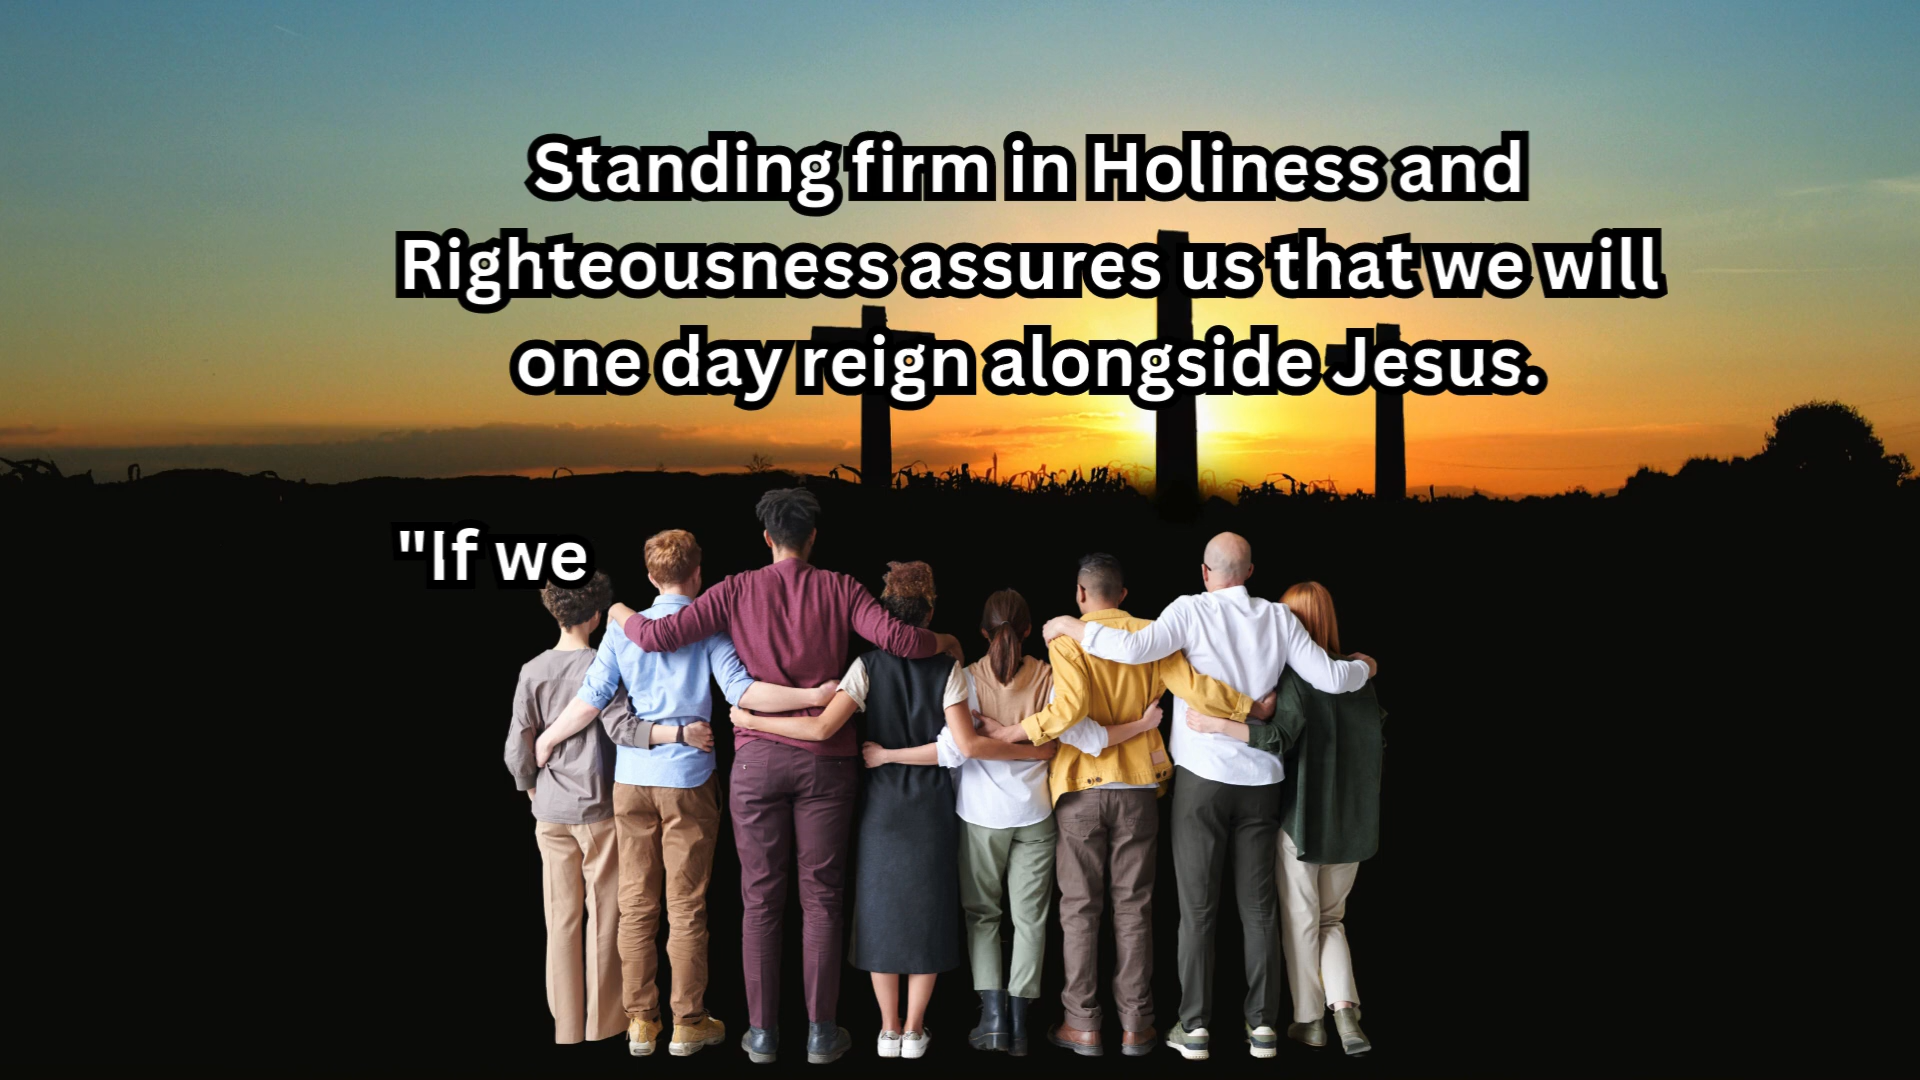 Standing firm in Holiness and
Righteousness assures us that we will
one day reign alongside Jesus.
"If we